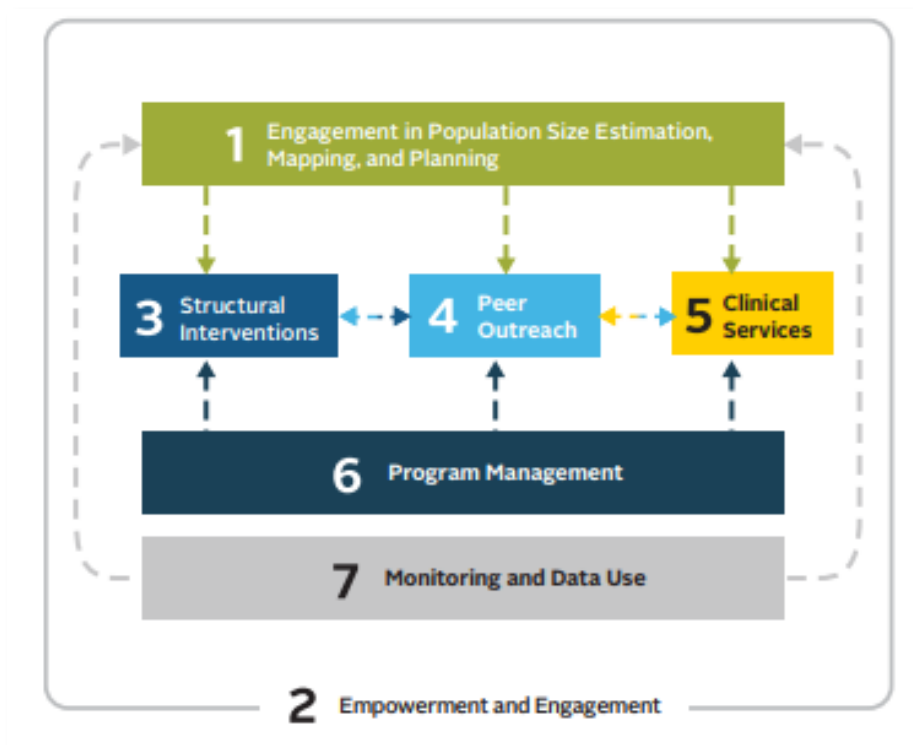 1 Engagement in Population Size Estimation,
Mapping, and Planning
3 Structural
Interventions
4 Peer
Outreach
5 Clinical
Services
6 Program Management
7 Monitoring and Data Use
2 Empowerment and Engagement